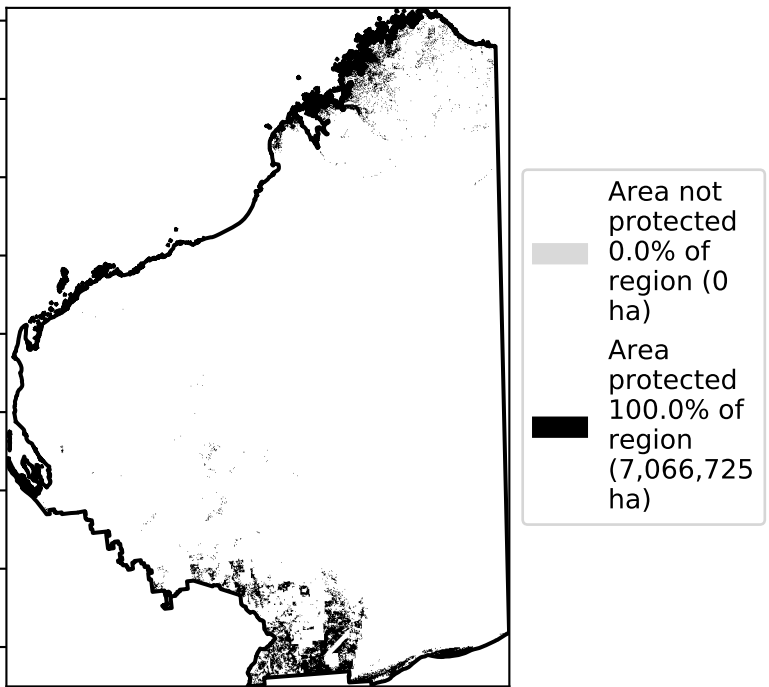 Area not
protected
0.0% of
region (0
ha)
Area
protected
100.0% of
region
(7,066,725
ha)